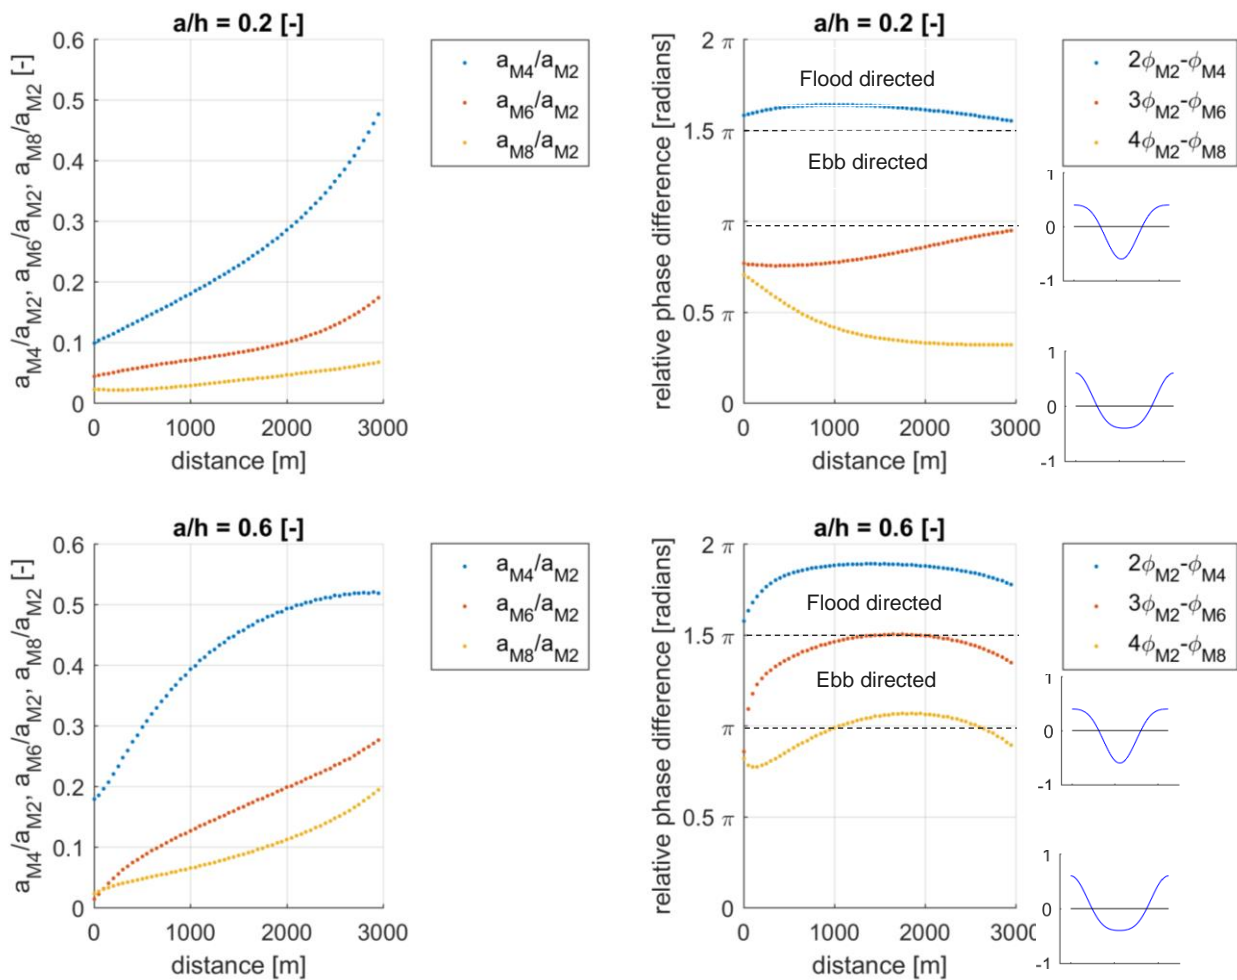 a/h = 0.2 [-]
a_M4/a_M2, a_M6/a_M2, a_M8/a_M2 [-]
0.6
0.5
0.4
0.3
0.2
0.1
0
0 1000 2000 3000
distance [m]
a_M4/a_M2
a_M6/a_M2
a_M8/a_M2
a/h = 0.2 [-]
relative phase difference [radians]
2 π
1.5 π
π
0.5 π
0
Flood directed
Ebb directed
0 1000 2000 3000
distance [m]
2ϕ_M2-ϕ_M4
3ϕ_M2-ϕ_M6
4ϕ_M2-ϕ_M8
1
0
-1
1
0
-1
a/h = 0.6 [-]
a_M4/a_M2, a_M6/a_M2, a_M8/a_M2 [-]
0.6
0.5
0.4
0.3
0.2
0.1
0
0 1000 2000 3000
distance [m]
a_M4/a_M2
a_M6/a_M2
a_M8/a_M2
a/h = 0.6 [-]
relative phase difference [radians]
2 π
1.5 π
π
0.5 π
0
Flood directed
Ebb directed
0 1000 2000 3000
distance [m]
2ϕ_M2-ϕ_M4
3ϕ_M2-ϕ_M6
4ϕ_M2-ϕ_M8
1
0
-1
1
0
-1